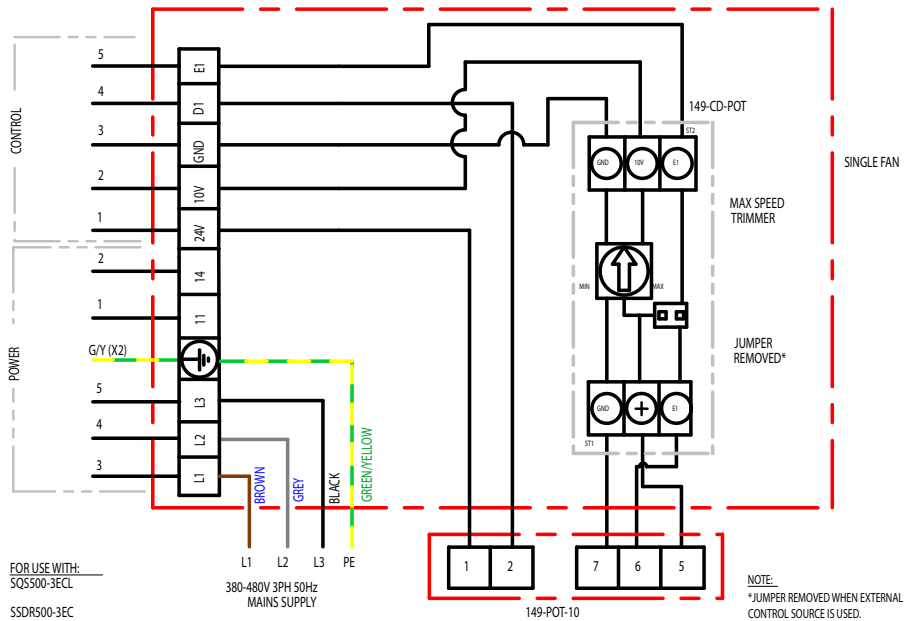 CONTROL
5
4
3
2
1
POWER
2
1
G/Y (X2)
5
4
3
E1
D1
GND
10V
24V
14
11
L3
L2
L1
BROWN
GREY
BLACK
GREEN/YELLOW
L1
L2
L3
PE
380-480V 3PH 50Hz
MAINS SUPPLY
149-CD-POT
ST2
GND
10V
E1
MAX SPEED
TRIMMER
MIN
MAX
JUMPER
REMOVED*
GND
+
E1
ST1
SINGLE FAN
1
2
7
6
5
149-POT-10
FOR USE WITH:
SQS500-3ECL
SSDR500-3EC
NOTE:
*JUMPER REMOVED WHEN EXTERNAL
CONTROL SOURCE IS USED.